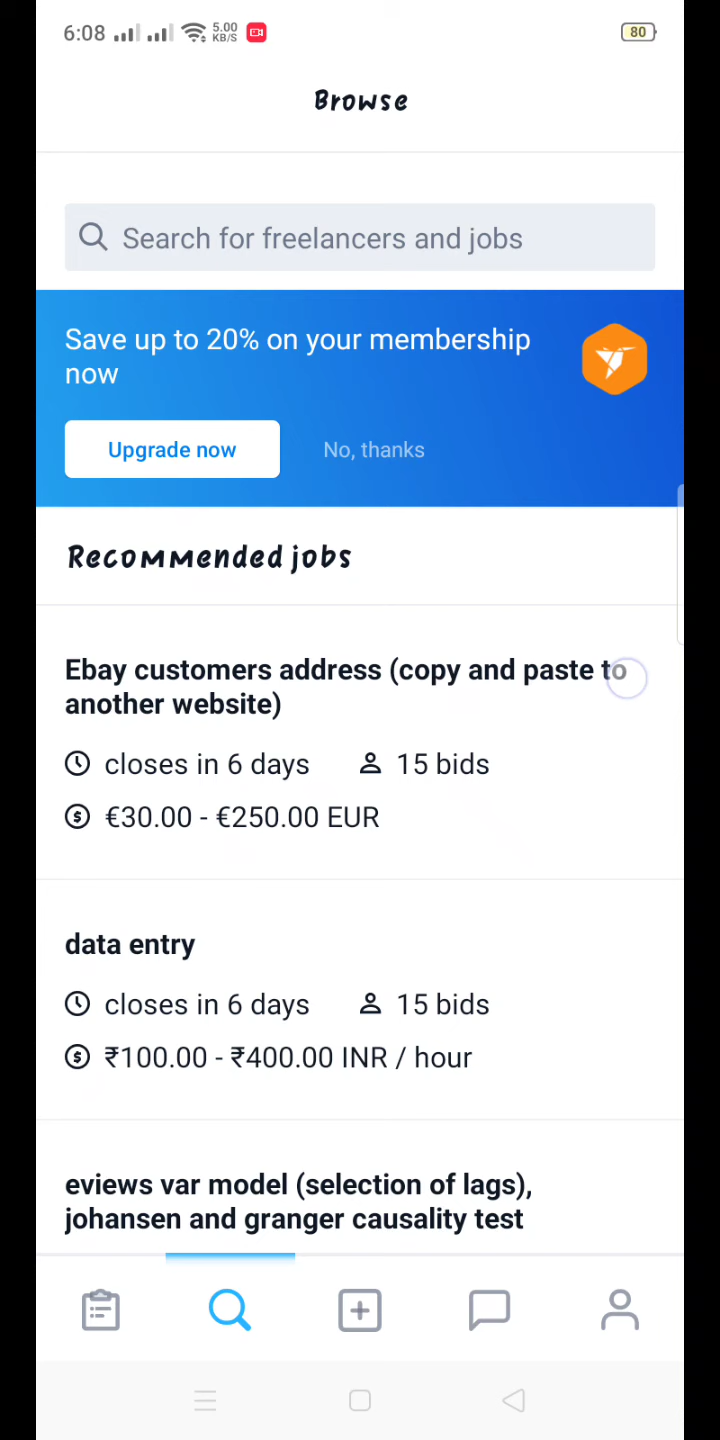 6:08 5.00 KB/S 80
Browse
Search for freelancers and jobs
Save up to 20% on your membership
now
Upgrade now No, thanks
Recommended jobs
Ebay customers address (copy and paste to
another website)
closes in 6 days 15 bids
€30.00 - €250.00 EUR
data entry
closes in 6 days 15 bids
₹100.00 - ₹400.00 INR / hour
eviews var model (selection of lags),
johansen and granger causality test